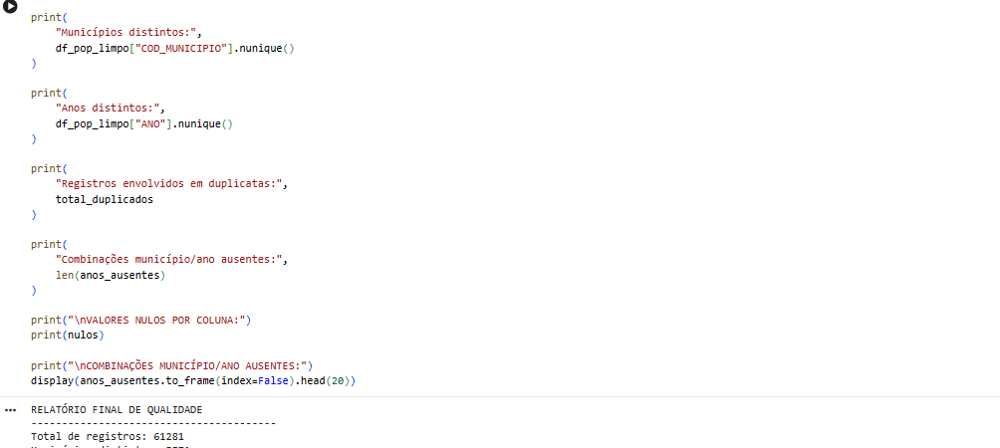 print(
    "Municípios distintos:",
    df_pop_limpo["COD_MUNICIPIO"].nunique()
)
print(
    "Anos distintos:",
    df_pop_limpo["ANO"].nunique()
)
print(
    "Registros envolvidos em duplicatas:",
    total_duplicados
)
print(
    "Combinações município/ano ausentes:",
    len(anos_ausentes)
)
print("\nVALORES NULOS POR COLUNA:")
print(nulos)
print("\nCOMBINAÇÕES MUNICÍPIO/ANO AUSENTES:")
display(anos_ausentes.to_frame(index=False).head(20))
RELATÓRIO FINAL DE QUALIDADE
----------------------------------------
Total de registros: 61281